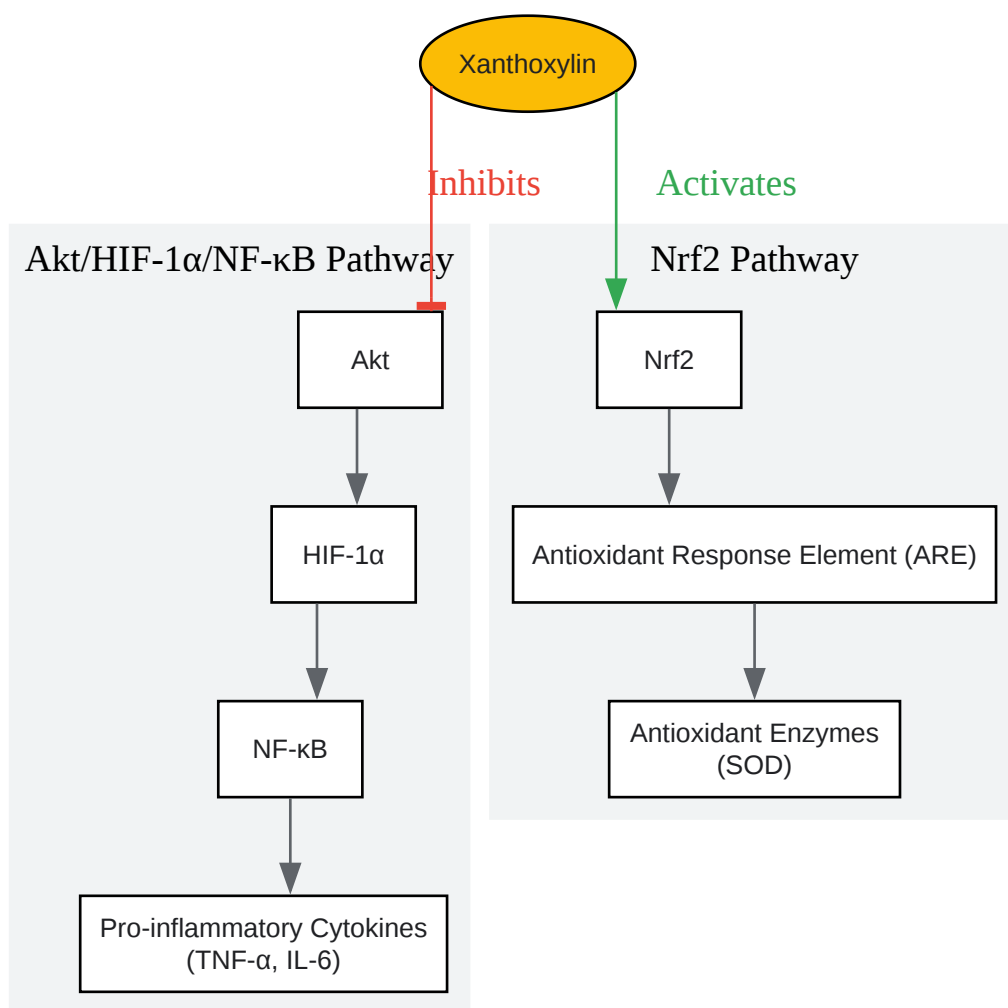 Xanthoxylin
Inhibits
Activates
Akt/HIF-1α/NF-κB Pathway
Akt
HIF-1α
NF-κB
Pro-inflammatory Cytokines
(TNF-α, IL-6)
Nrf2 Pathway
Nrf2
Antioxidant Response Element (ARE)
Antioxidant Enzymes
(SOD)